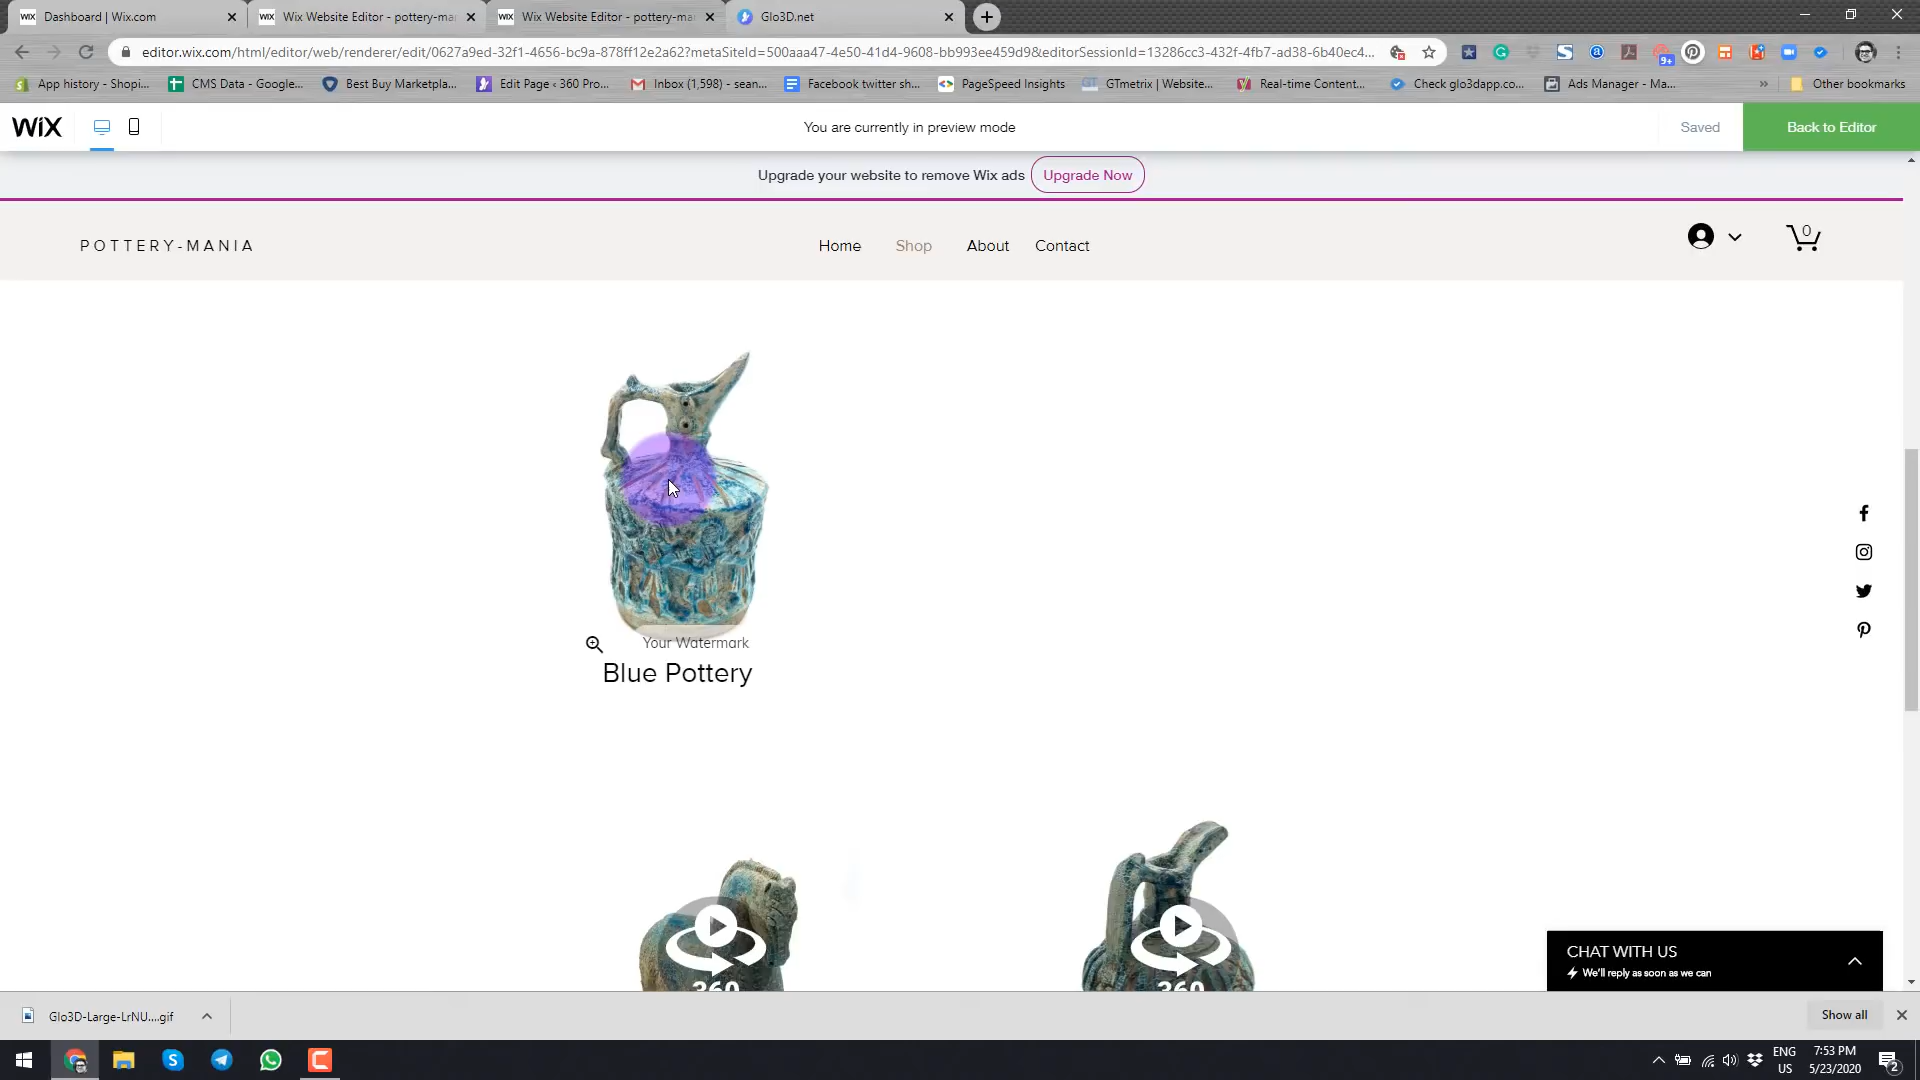 WIX Dashboard | Wix.com
WIX Wix Website Editor - pottery-ma
WIX Wix Website Editor - pottery-ma
Glo3D.net
editor.wix.com/html/editor/web/renderer/edit/0627a9ed-32f1-4656-bc9a-878ff12e2a62?metaSiteId=500aaa47-4e50-41d4-9608-bb993ee459d9&editorSessionId=13286cc3-432f-4fb7-ad38-6b40ec4...
9+
App history - Shopi...
CMS Data - Google...
Best Buy Marketpla...
Edit Page ‹ 360 Pro...
Inbox (1,598) - sean...
Facebook twitter sh...
PageSpeed Insights
GTmetrix | Website...
Real-time Content...
Check glo3dapp.co...
Ads Manager - Ma...
»
Other bookmarks
WIX
You are currently in preview mode
Saved
Back to Editor
Upgrade your website to remove Wix ads
Upgrade Now
POTTERY-MANIA
Home
Shop
About
Contact
0
Your Watermark
Blue Pottery
360
360
CHAT WITH US
We'll reply as soon as we can
Glo3D-Large-LrNU....gif
Show all
ENG
US
7:53 PM
5/23/2020
2